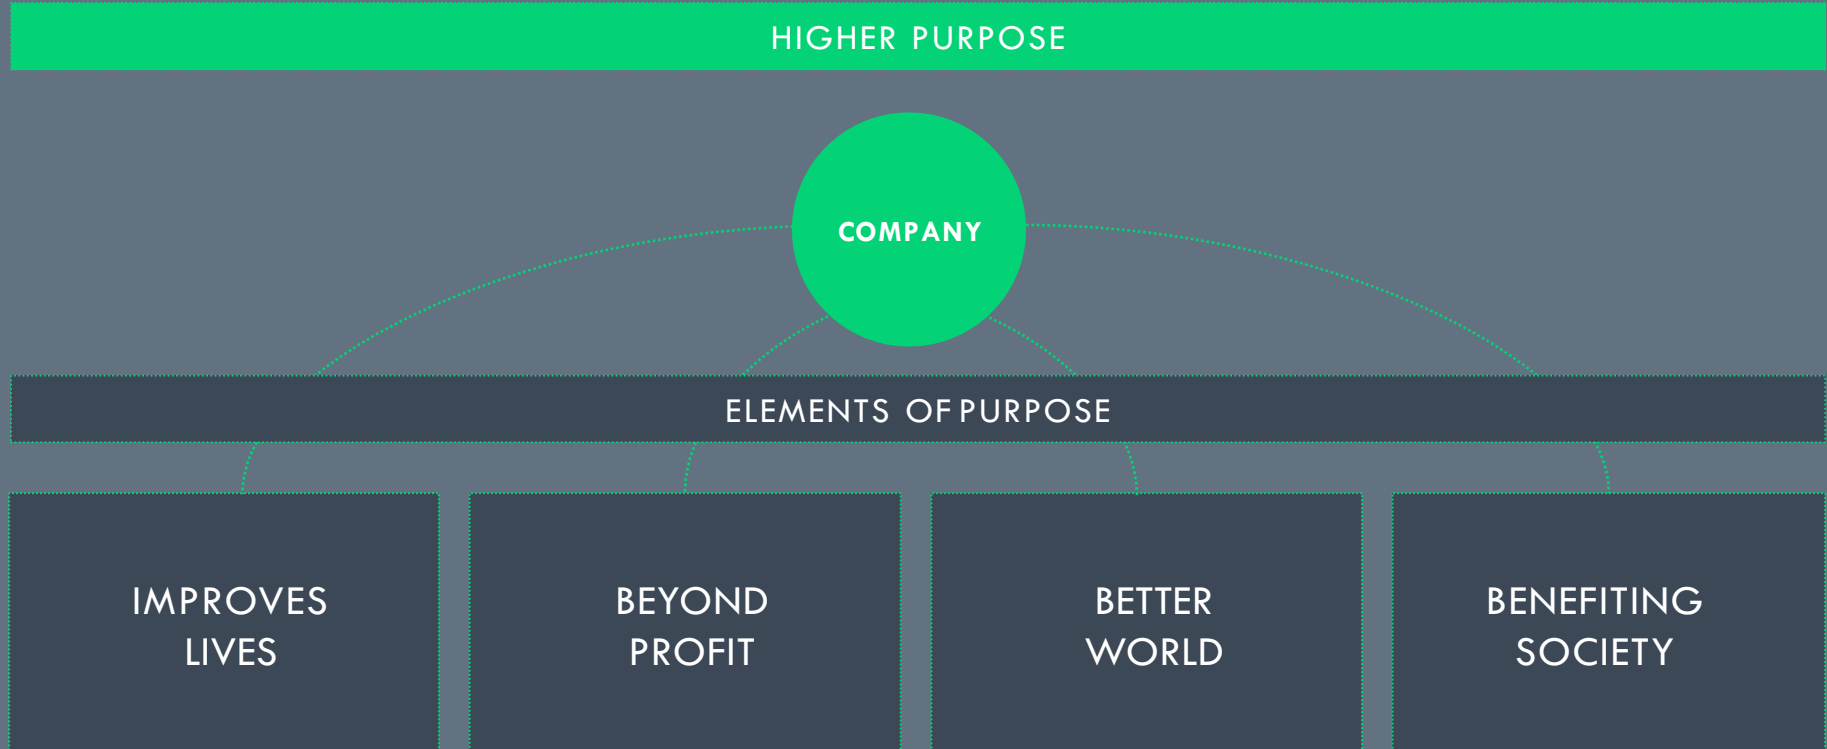 HIGHER PURPOSE
COMPANY
ELEMENTS OF PURPOSE
IMPROVES
LIVES
BEYOND
PROFIT
BETTER
WORLD
BENEFITING
SOCIETY